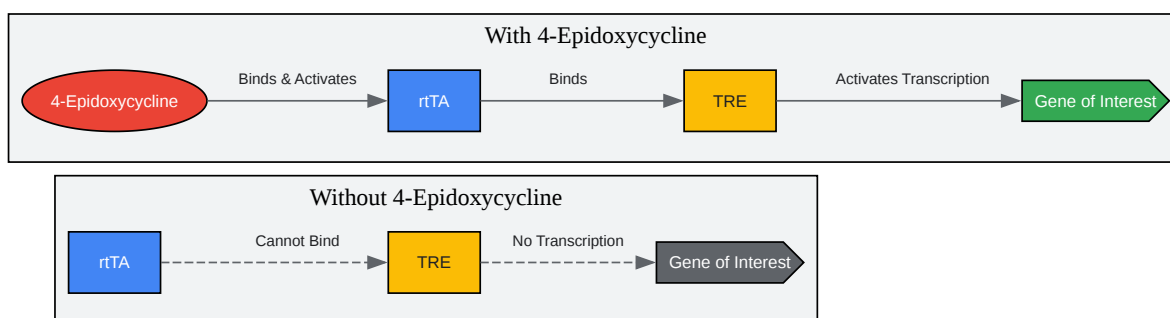 With 4-Epidoxycycline
4-Epidoxycycline
Binds & Activates
rtTA
Binds
TRE
Activates Transcription
Gene of Interest
Without 4-Epidoxycycline
rtTA
Cannot Bind
TRE
No Transcription
Gene of Interest